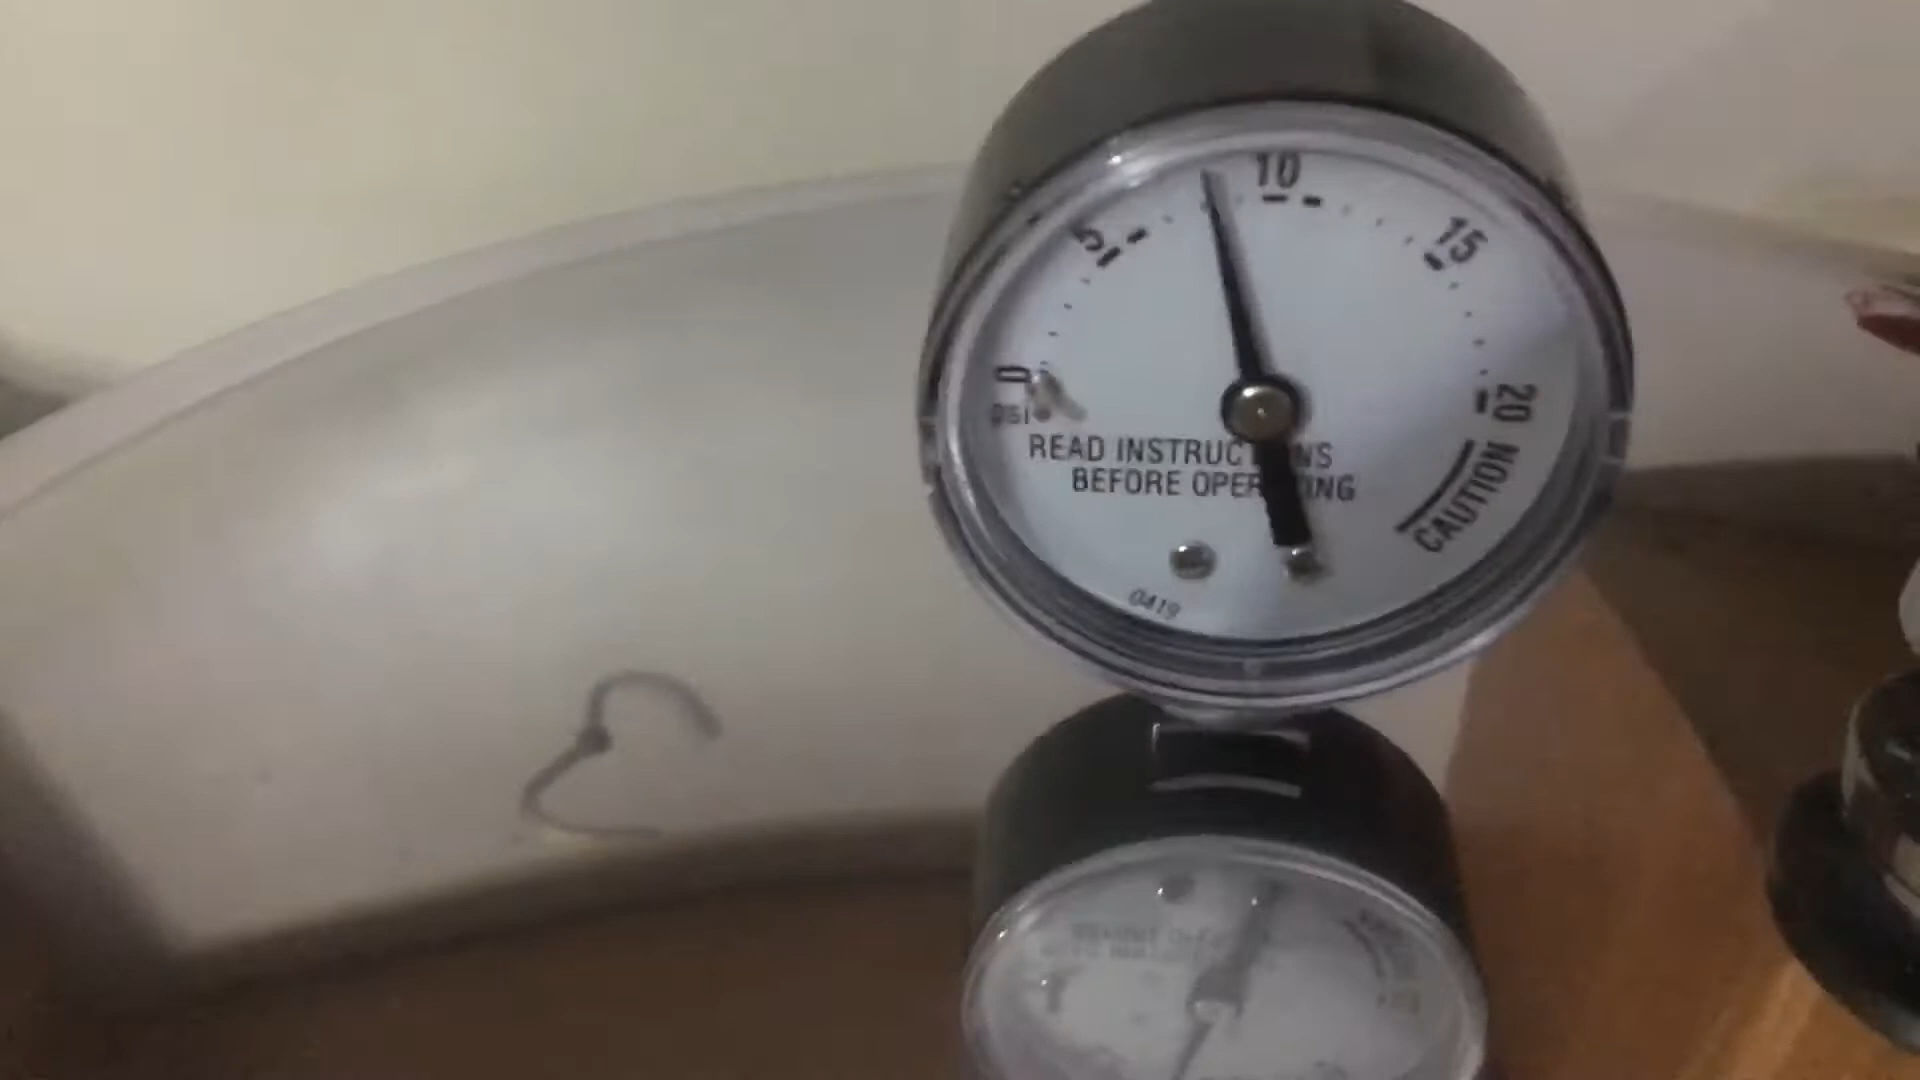 10
5
15
0
20
PSI
READ INSTRUCTIONS
BEFORE OPERATING
CAUTION
0419